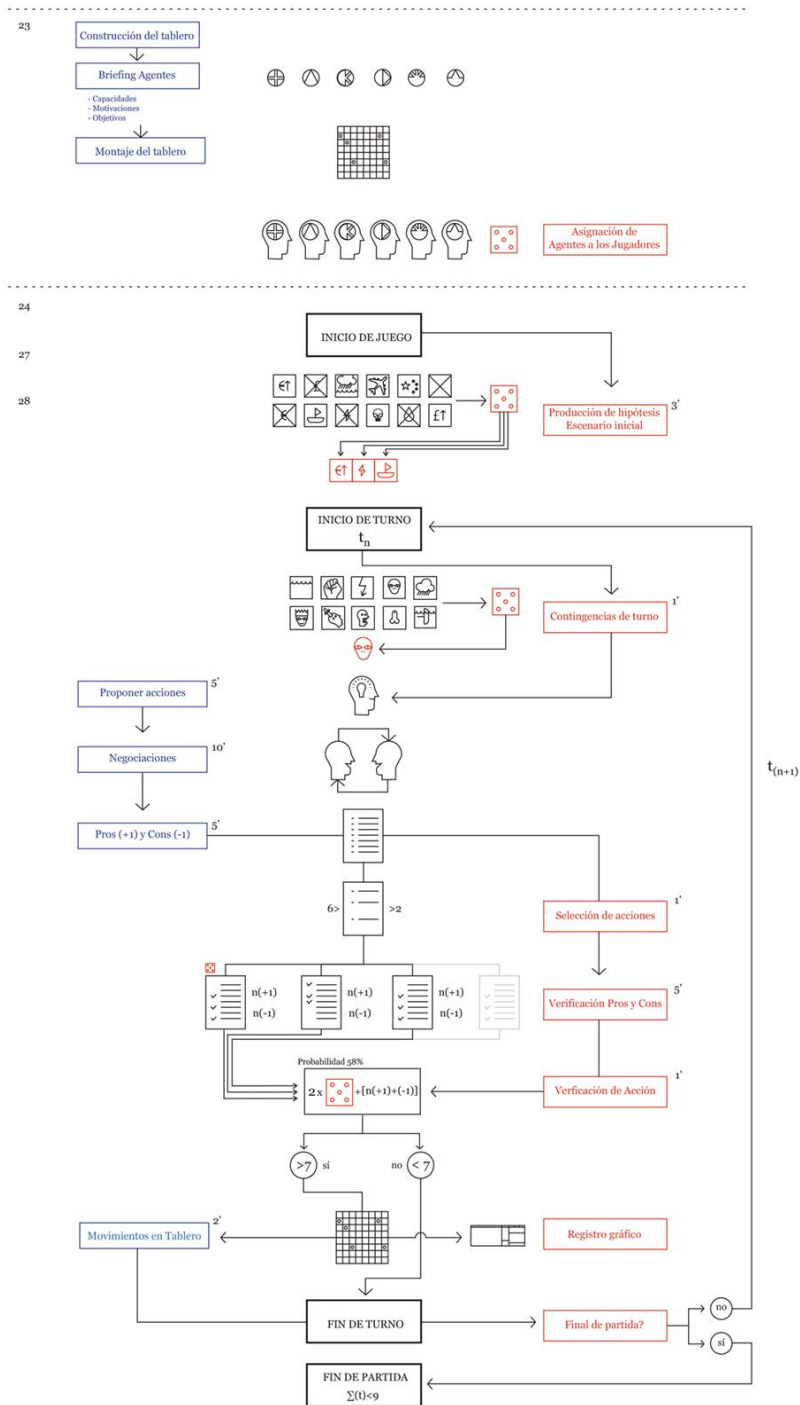 23
Construcción del tablero
Briefing Agentes
- Capacidades
- Motivaciones
- Objetivos
Montaje del tablero
Asignación de
Agentes a los Jugadores
24
INICIO DE JUEGO
27
28
€↑
£
€
£↑
Producción de hipótesis
Escenario inicial
3'
€↑
INICIO DE TURNO
tn
Contingencias de turno
1'
Proponer acciones
5'
Negociaciones
10'
t(n+1)
Pros (+1) y Cons (-1)
5'
6>
>2
Selección de acciones
1'
n(+1)
n(-1)
n(+1)
n(-1)
n(+1)
n(-1)
Verificación Pros y Cons
5'
Probabilidad 58%
2 x
+[n(+1)+(-1)]
Verficación de Acción
1'
>7
sí
no
< 7
Movimientos en Tablero
2'
Registro gráfico
FIN DE TURNO
Final de partida?
no
sí
FIN DE PARTIDA
∑(t)<9